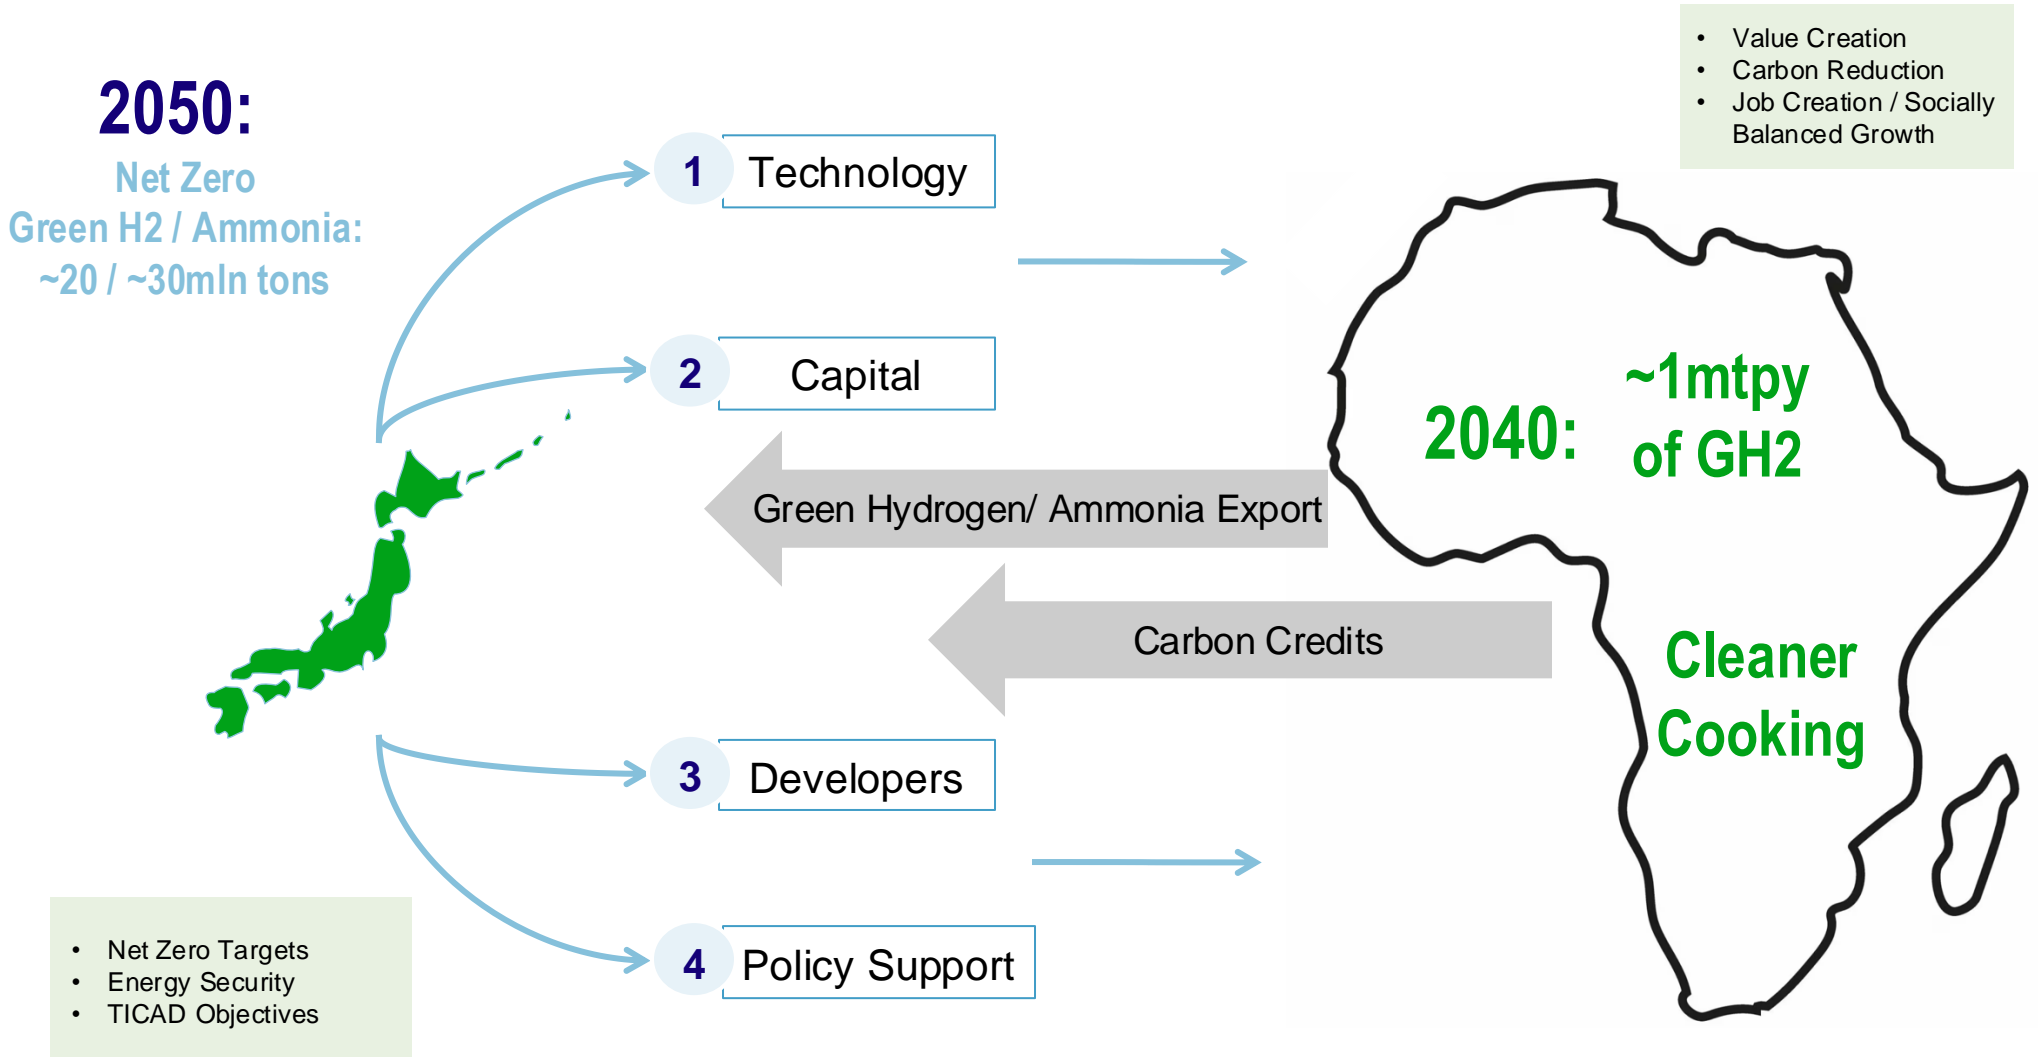 2050:
Net Zero
Green H2 / Ammonia:
~20 / ~30mln tons
1 Technology
2 Capital
Green Hydrogen/ Ammonia Export
Carbon Credits
3 Developers
4 Policy Support
• Net Zero Targets
• Energy Security
• TICAD Objectives
• Value Creation
• Carbon Reduction
• Job Creation / Socially
Balanced Growth
2040:
~1mtpy
of GH2
Cleaner
Cooking